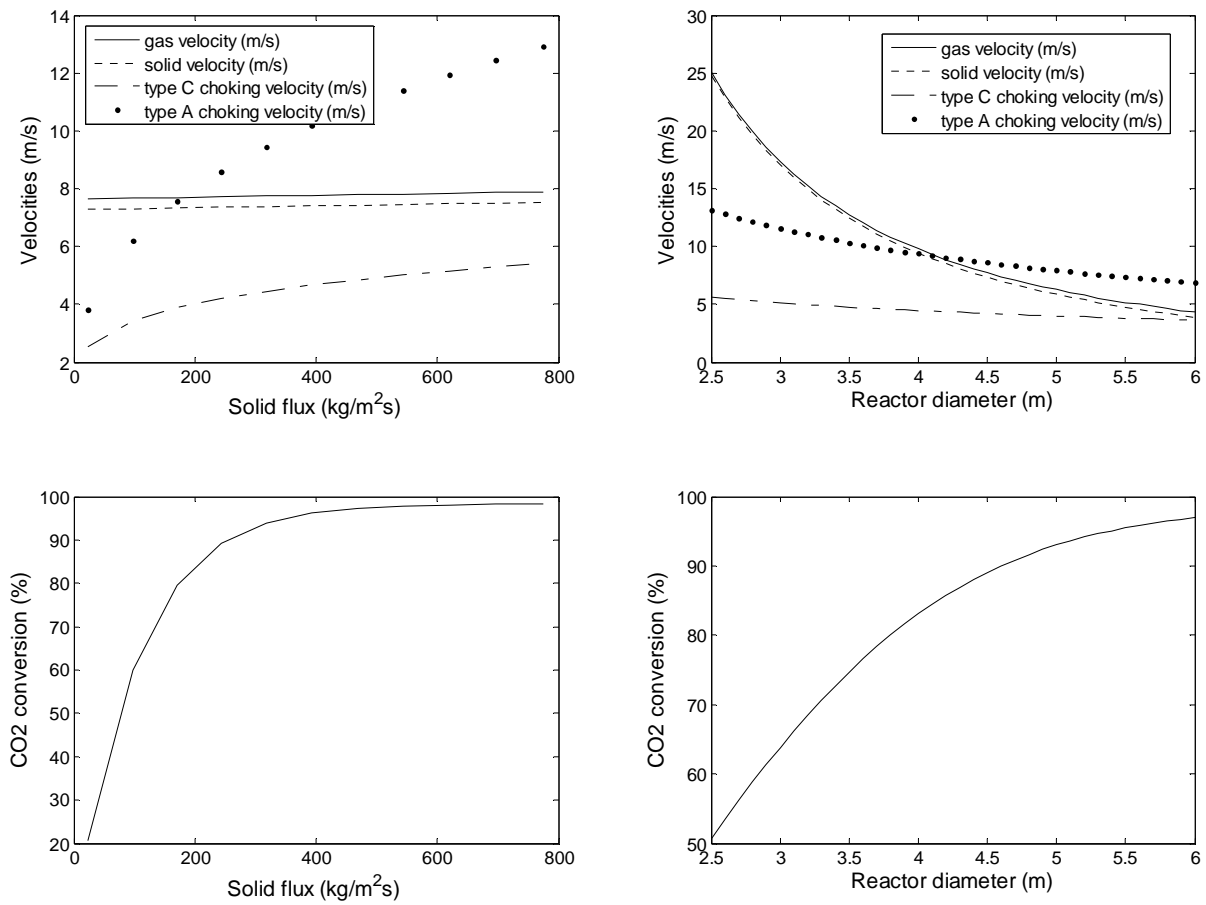 14
12
10
8
6
4
2
Velocities (m/s)
gas velocity (m/s)
solid velocity (m/s)
type C choking velocity (m/s)
type A choking velocity (m/s)
0 200 400 600 800
Solid flux (kg/m²s)
30
25
20
15
10
5
0
Velocities (m/s)
gas velocity (m/s)
solid velocity (m/s)
type C choking velocity (m/s)
type A choking velocity (m/s)
2.5 3 3.5 4 4.5 5 5.5 6
Reactor diameter (m)
100
90
80
70
60
50
40
30
20
CO2 conversion (%)
0 200 400 600 800
Solid flux (kg/m²s)
100
90
80
70
60
50
CO2 conversion (%)
2.5 3 3.5 4 4.5 5 5.5 6
Reactor diameter (m)